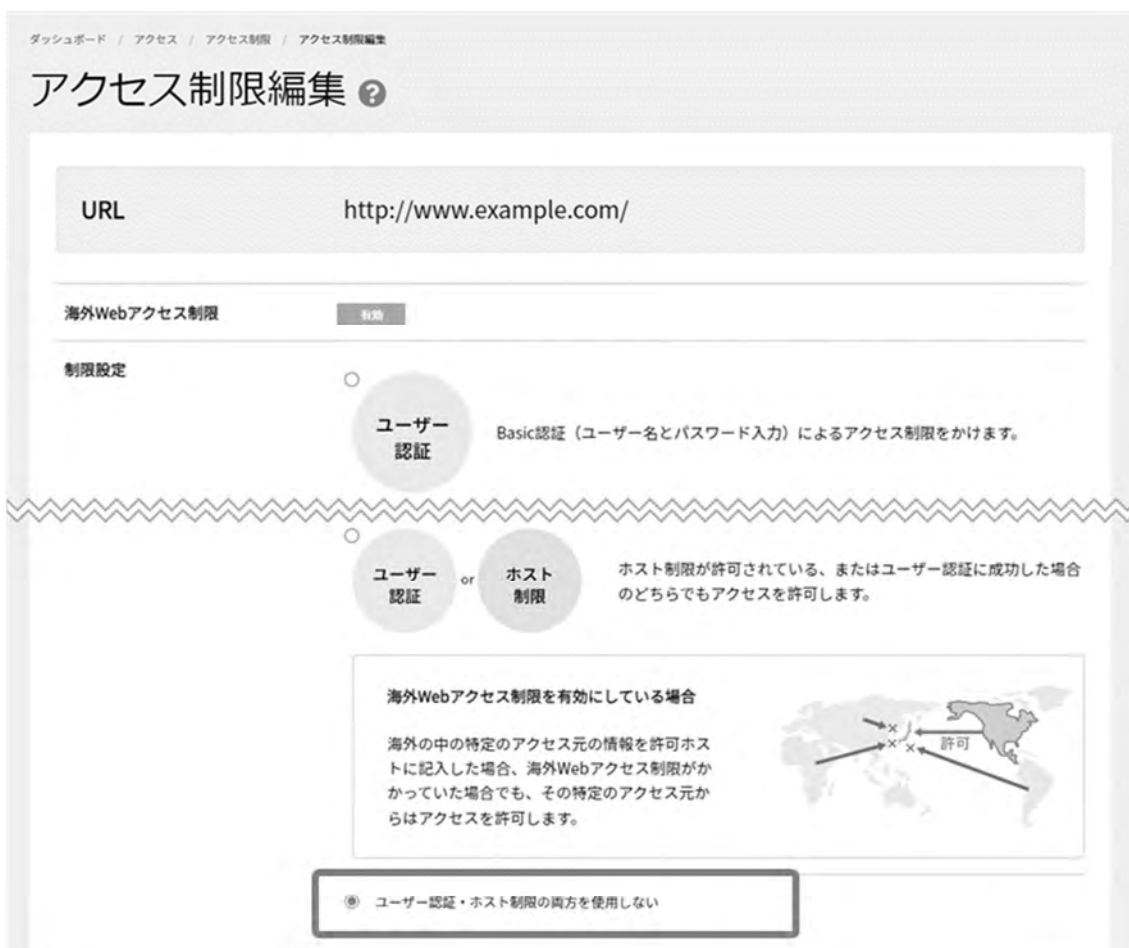 ダッシュボード / アクセス / アクセス制限 / アクセス制限編集
アクセス制限編集 ?
URL http://www.example.com/
海外Webアクセス制限 有効
制限設定
ユーザー
認証
Basic認証（ユーザー名とパスワード入力）によるアクセス制限をかけます。
ユーザー
認証
or
ホスト
制限
ホスト制限が許可されている、またはユーザー認証に成功した場合
のどちらでもアクセスを許可します。
海外Webアクセス制限を有効にしている場合
海外の中の特定のアクセス元の情報を許可ホス
トに記入した場合、海外Webアクセス制限がか
かっていた場合でも、その特定のアクセス元か
らはアクセスを許可します。
許可
ユーザー認証・ホスト制限の両方を使用しない